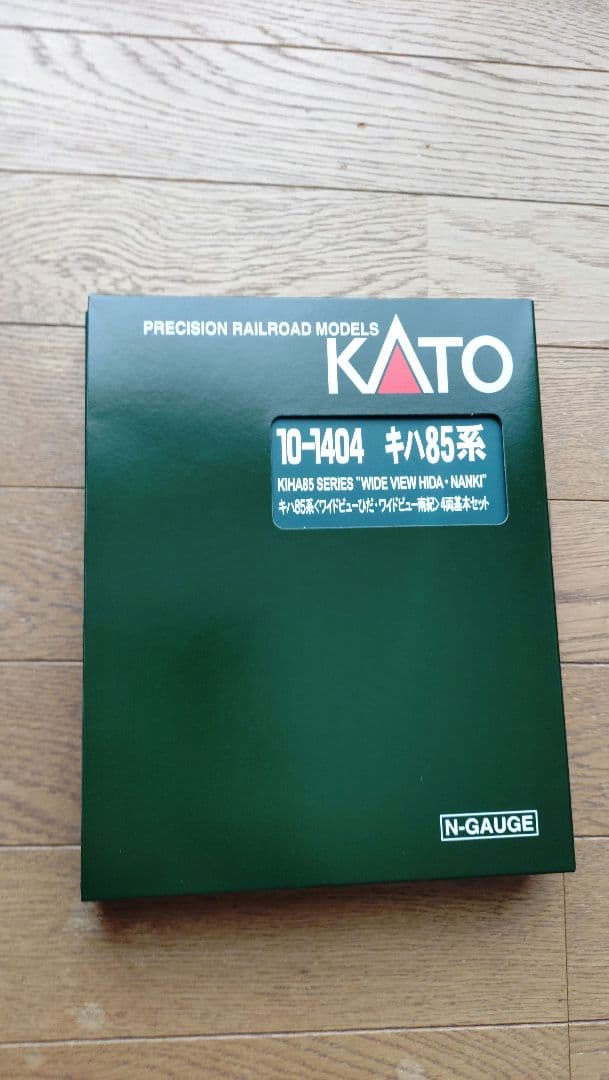 PRECISION RAILROAD MODELS
KATO
10-1404 キハ85系
KIHA85 SERIES "WIDE VIEW HIDA・NANKI"
キハ85系〈ワイドビューひだ・ワイドビュー南紀〉4両基本セット
N-GAUGE